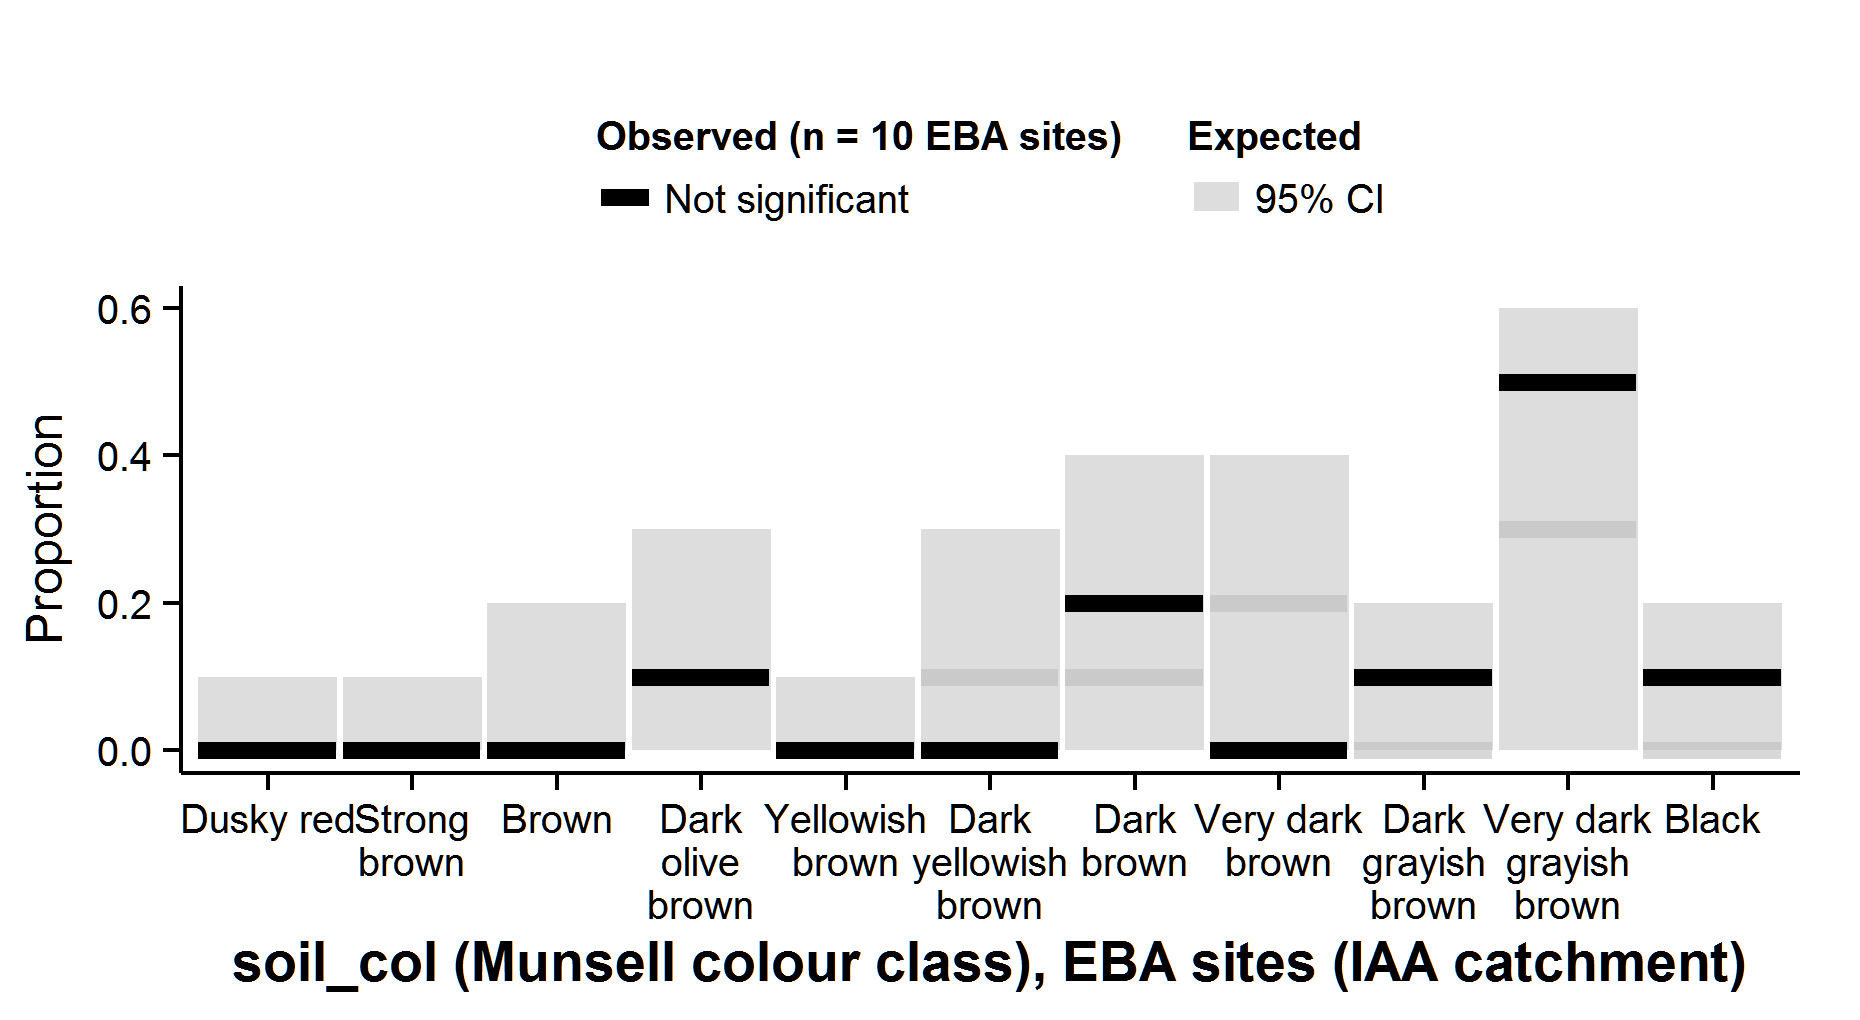 Observed (n = 10 EBA sites) Expected
Not significant 95% CI
0.6
0.4
0.2
0.0
Proportion
Dusky red Strong Brown Dark Yellowish Dark Dark Very dark Dark Very dark Black
brown olive brown yellowish brown brown grayish grayish
brown brown brown brown
soil_col (Munsell colour class), EBA sites (IAA catchment)